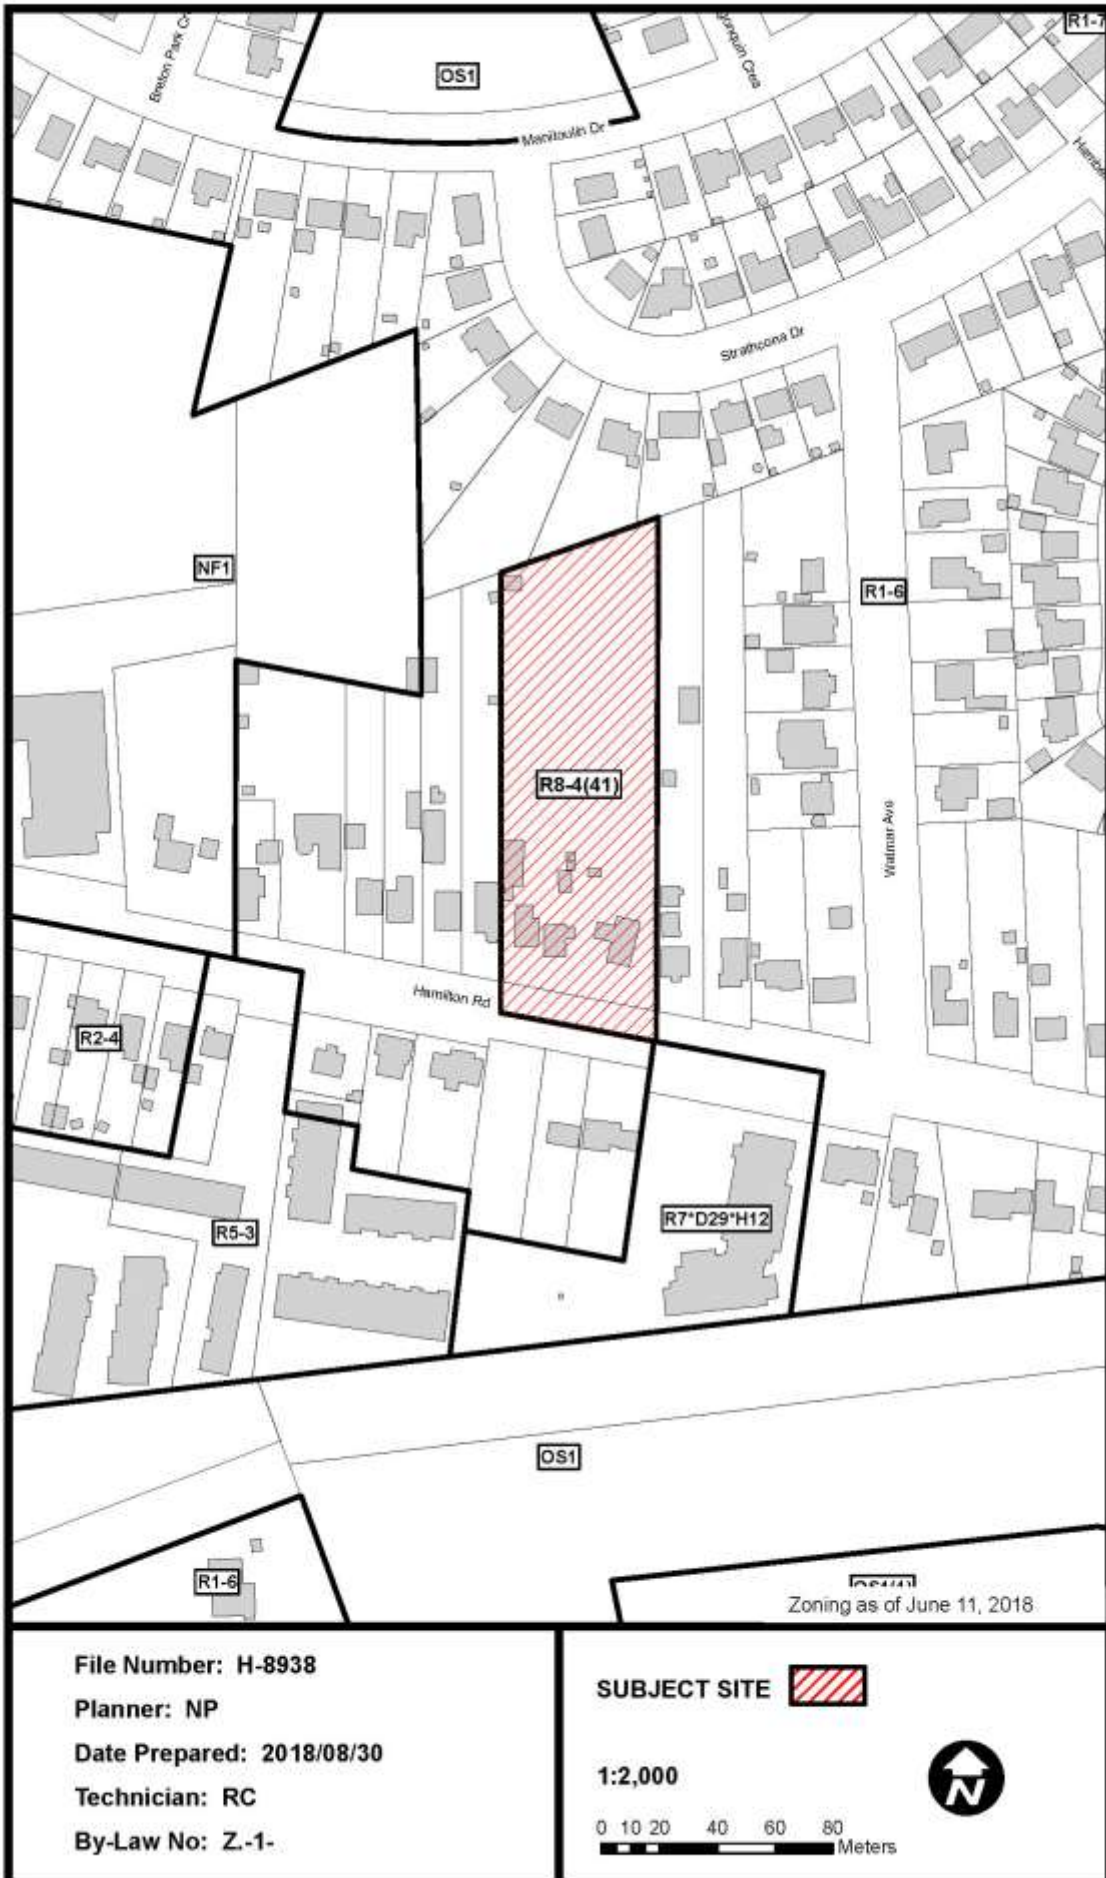 R1-7
Breton Park Cr
OS1
Manitoulin Dr
Strathcona Dr
NF1
R1-6
R8-4(41)
Walmar Ave
Hamilton Rd
R2-4
R7*D29*H12
R5-3
OS1
R1-6
Zoning as of June 11, 2018
File Number: H-8938
Planner: NP
Date Prepared: 2018/08/30
Technician: RC
By-Law No: Z.-1-
SUBJECT SITE
1:2,000
N
0 10 20 40 60 80
Meters